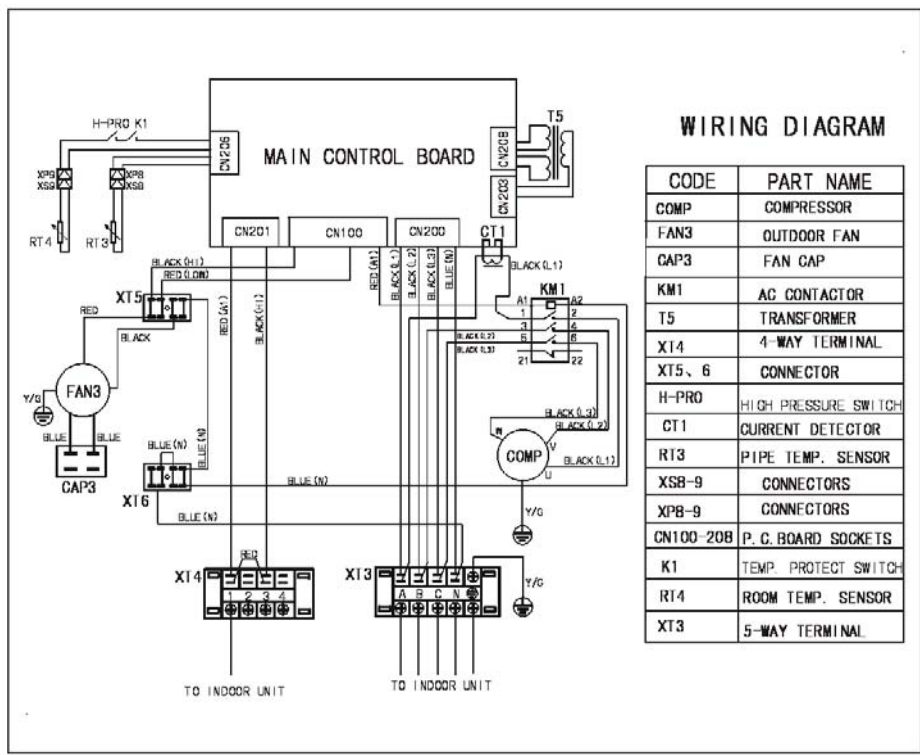 WIRING DIAGRAM
H-PRO K1
CN206
MAIN CONTROL BOARD
CN208
CN203
T5
XP9
XS9
XP8
XS8
RT4
RT3
CN201
CN100
CN200
CT1
BLACK(HI)
RED(LOW)
RED(A1)
BLACK(HI)
RED(A1)
BLACK(L1)
BLACK(L2)
BLACK(L3)
BLUE(N)
BLACK(L1)
KM1
A1
A2
1
2
3
4
5
6
21
22
BLACK(L2)
BLACK(L3)
XT5
RED
BLACK
FAN3
Y/G
BLUE
BLUE
CAP3
BLUE(N)
BLUE(N)
XT6
BLUE(N)
BLUE(N)
BLACK(L3)
BLACK(L2)
BLACK(L1)
W
V
U
COMP
Y/G
XT4
RED
1 2 3 4
TO INDOOR UNIT
XT3
A B C N
Y/G
TO INDOOR UNIT
CODE PART NAME
COMP COMPRESSOR
FAN3 OUTDOOR FAN
CAP3 FAN CAP
KM1 AC CONTACTOR
T5 TRANSFORMER
XT4 4-WAY TERMINAL
XT5、6 CONNECTOR
H-PRO HIGH PRESSURE SWITCH
CT1 CURRENT DETECTOR
RT3 PIPE TEMP. SENSOR
XS8-9 CONNECTORS
XP8-9 CONNECTORS
CN100-208 P.C.BOARD SOCKETS
K1 TEMP. PROTECT SWITCH
RT4 ROOM TEMP. SENSOR
XT3 5-WAY TERMINAL